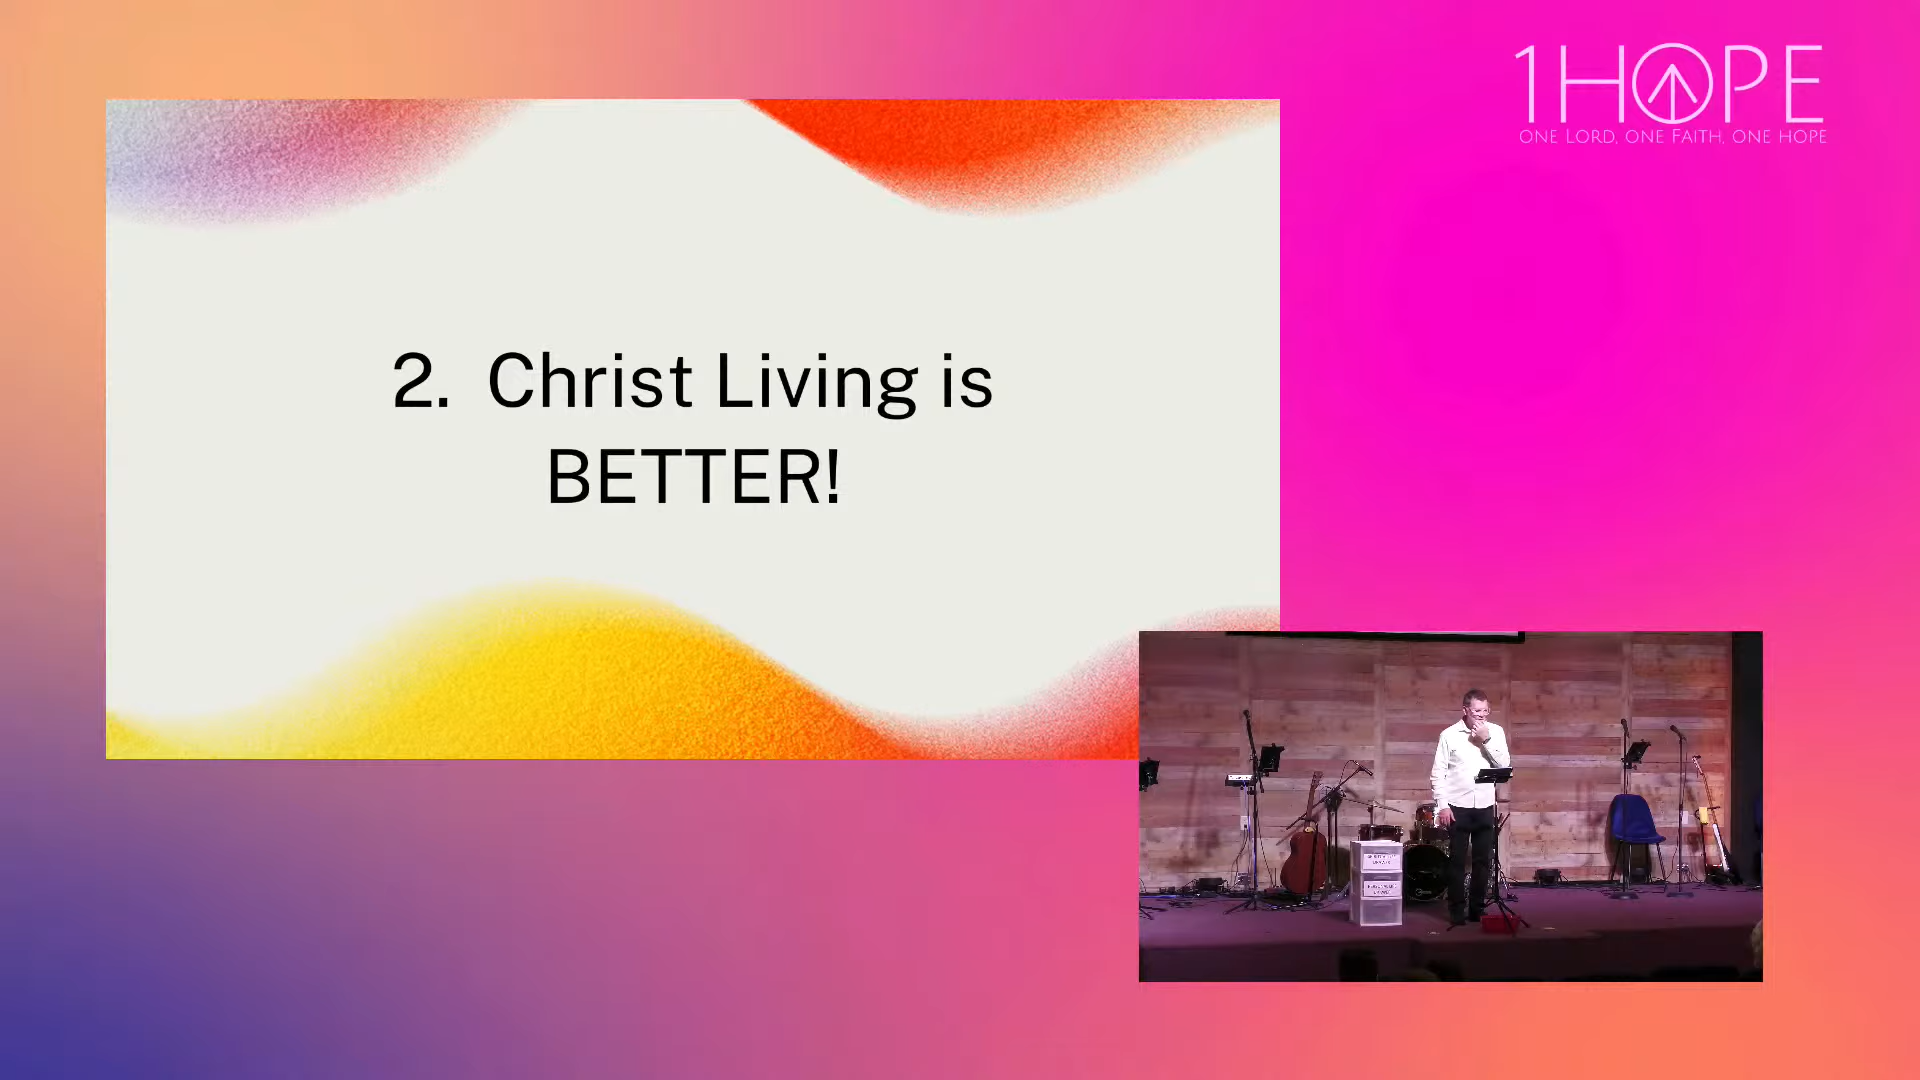 1HOPE
ONE LORD, ONE FAITH, ONE HOPE
2. Christ Living is
BETTER!